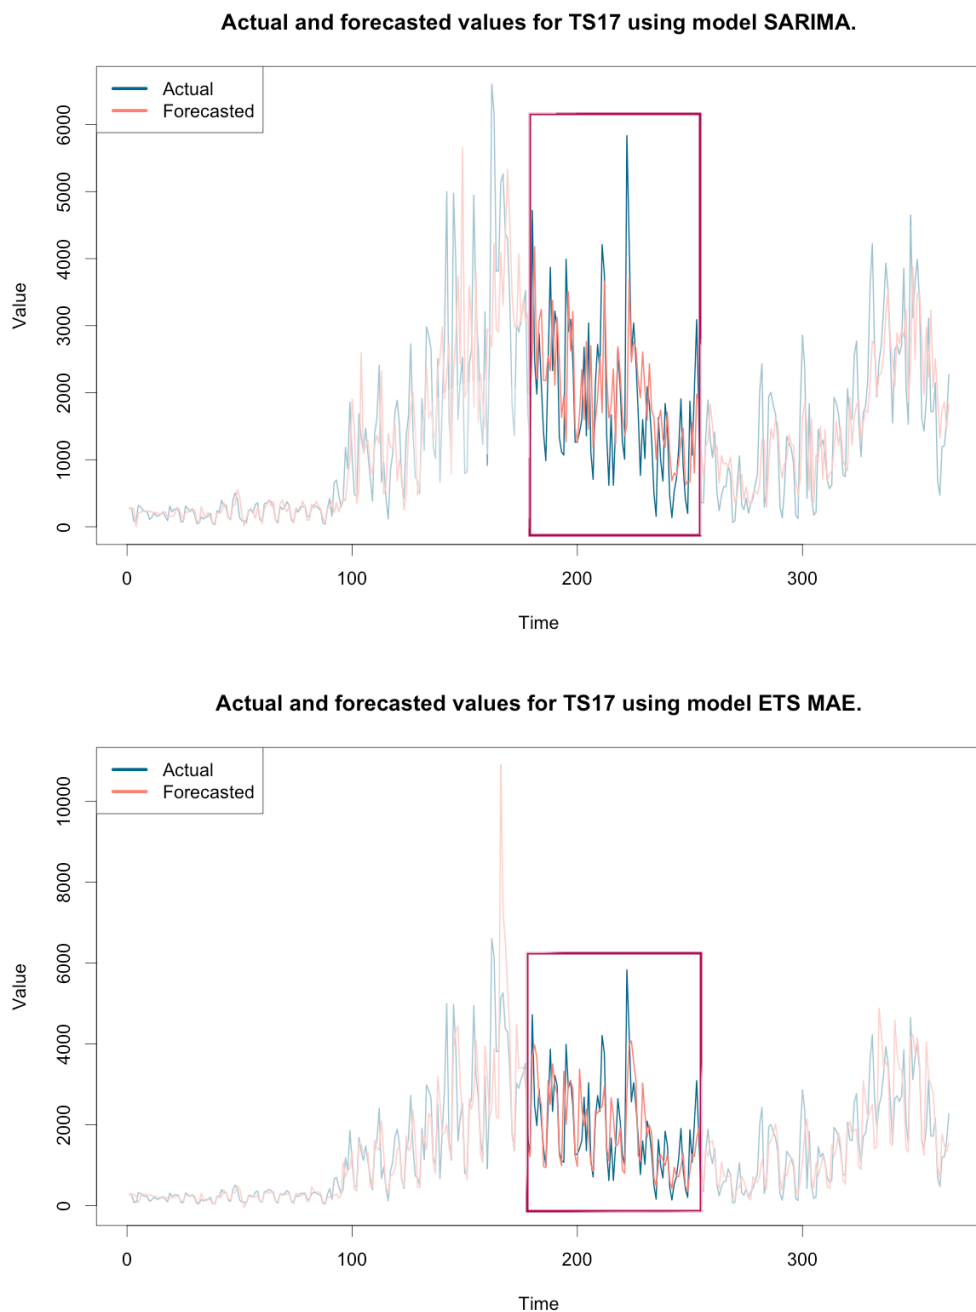 Actual and forecasted values for TS17 using model SARIMA.
Actual
Forecasted
6000
5000
4000
3000
2000
1000
0
Value
0 100 200 300
Time
Actual and forecasted values for TS17 using model ETS MAE.
Actual
Forecasted
10000
8000
6000
4000
2000
0
Value
0 100 200 300
Time